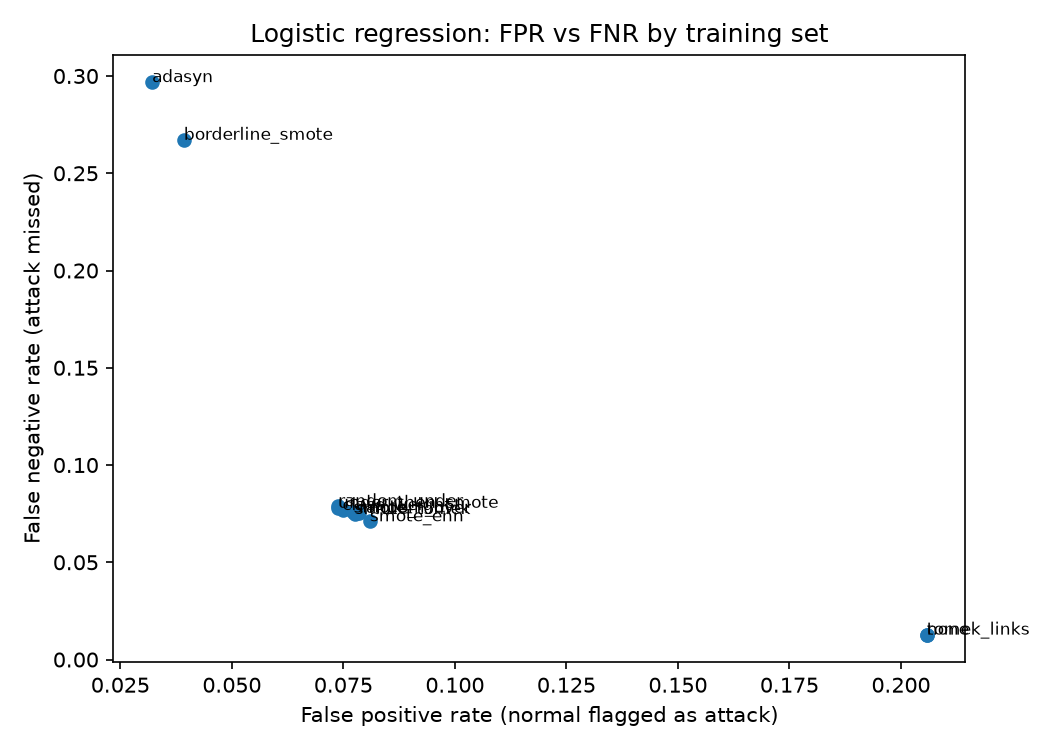 Logistic regression: FPR vs FNR by training set
False negative rate (attack missed)
0.30
0.25
0.20
0.15
0.10
0.05
0.00
adasyn
borderline_smote
random_under
smote_enn
tomek_links
0.025
0.050
0.075
0.100
0.125
0.150
0.175
0.200
False positive rate (normal flagged as attack)